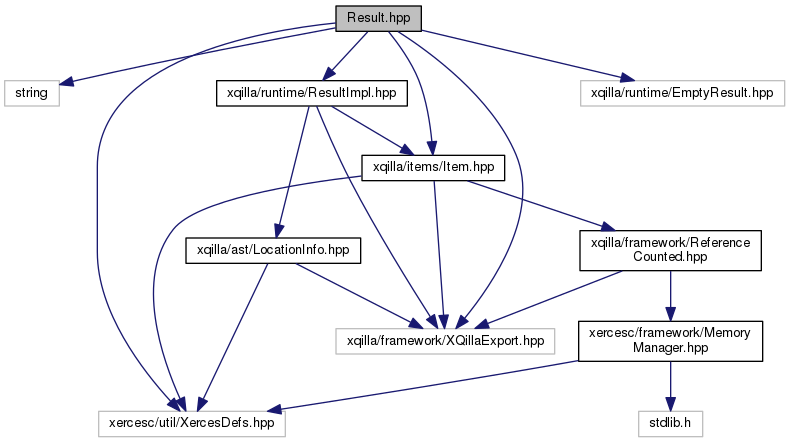 Result.hpp
string
xqilla/runtime/ResultImpl.hpp
xqilla/runtime/EmptyResult.hpp
xqilla/items/Item.hpp
xqilla/ast/LocationInfo.hpp
xqilla/framework/Reference
Counted.hpp
xqilla/framework/XQillaExport.hpp
xercesc/framework/Memory
Manager.hpp
xercesc/util/XercesDefs.hpp
stdlib.h